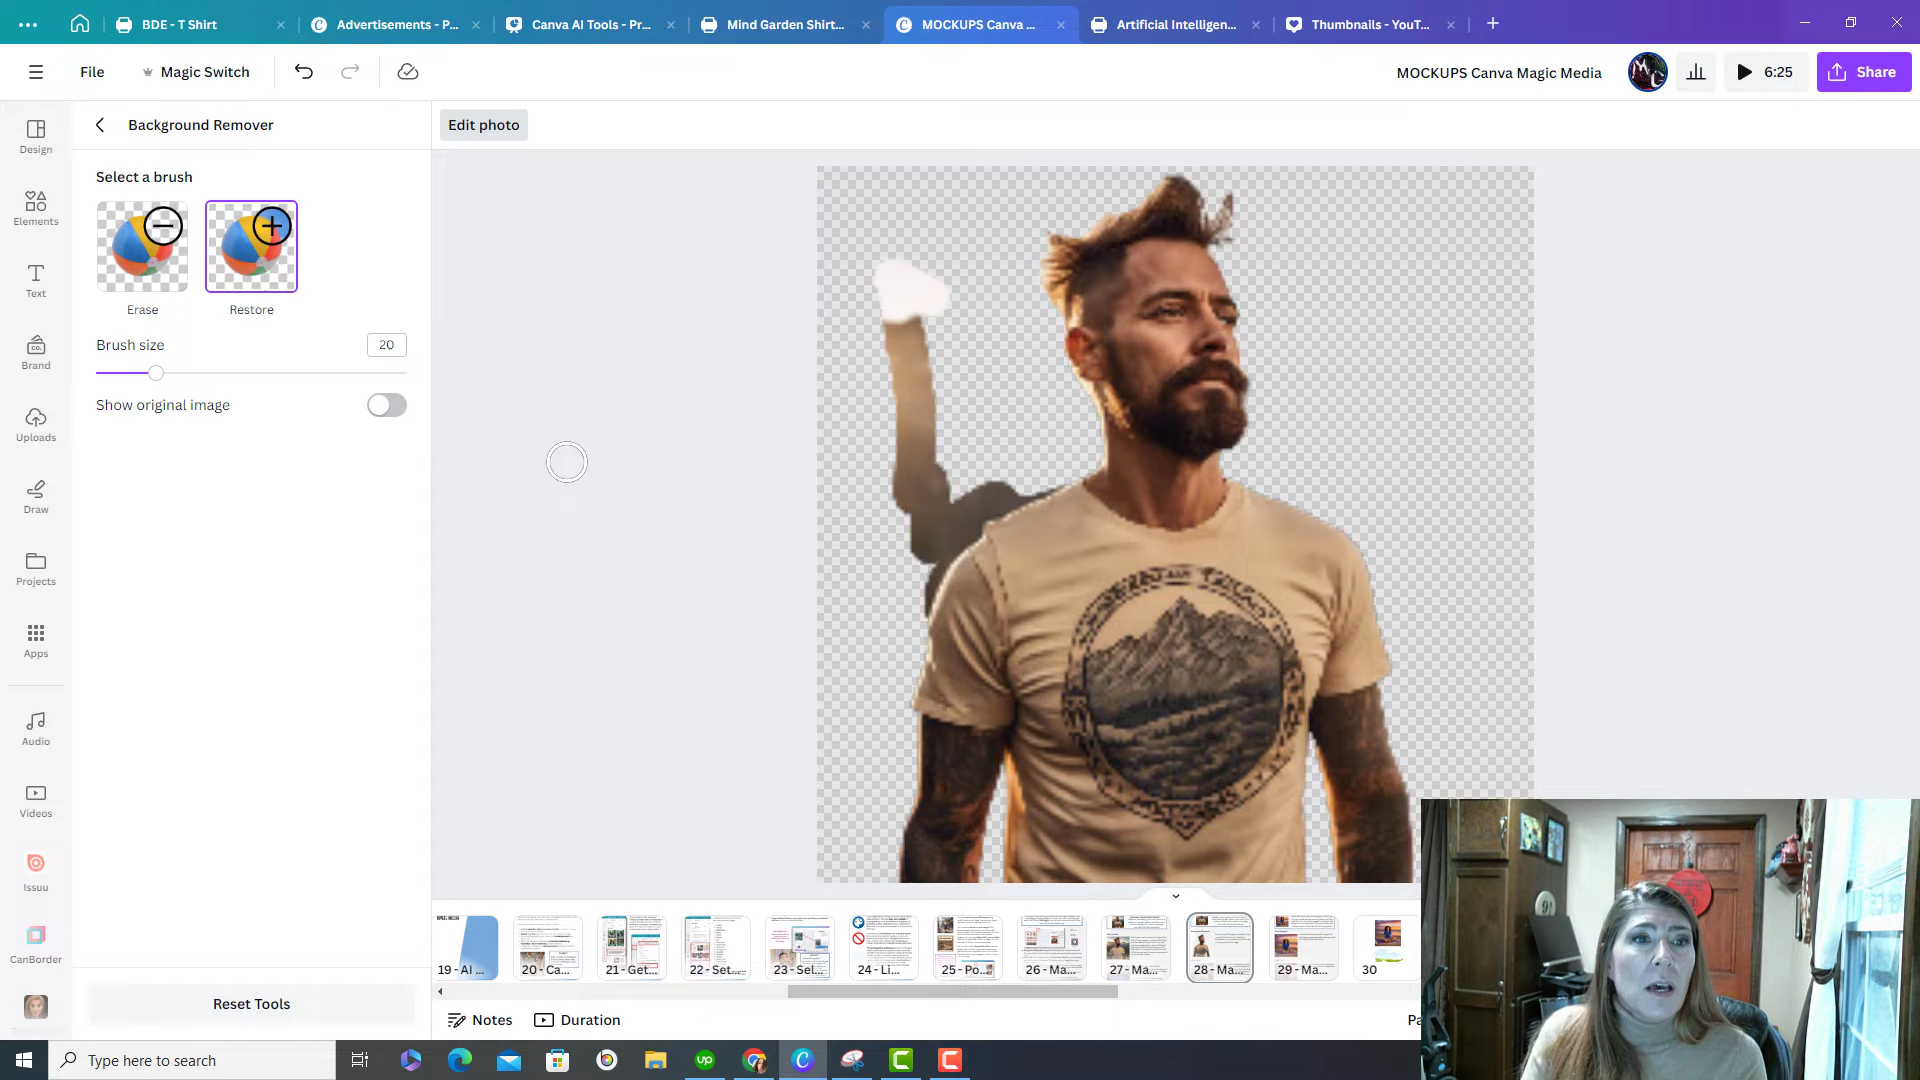 BDE - T Shirt
Advertisements - P...
Canva AI Tools - Pr...
Mind Garden Shirt...
MOCKUPS Canva ...
Artificial Intelligen...
Thumbnails - YouT...
File
Magic Switch
MOCKUPS Canva Magic Media
6:25
Share
Design
Elements
Text
Brand
Uploads
Draw
Projects
Apps
Audio
Videos
Issuu
CanBorder
Background Remover
Edit photo
Select a brush
Erase
Restore
Brush size
20
Show original image
Reset Tools
19 - AI ...
20 - Ca...
21 - Get...
22 - Set...
23 - Sel...
24 - Li...
25 - Po...
26 - Ma...
27 - Ma...
28 - Ma...
29 - Ma...
30
Notes
Duration
Type here to search